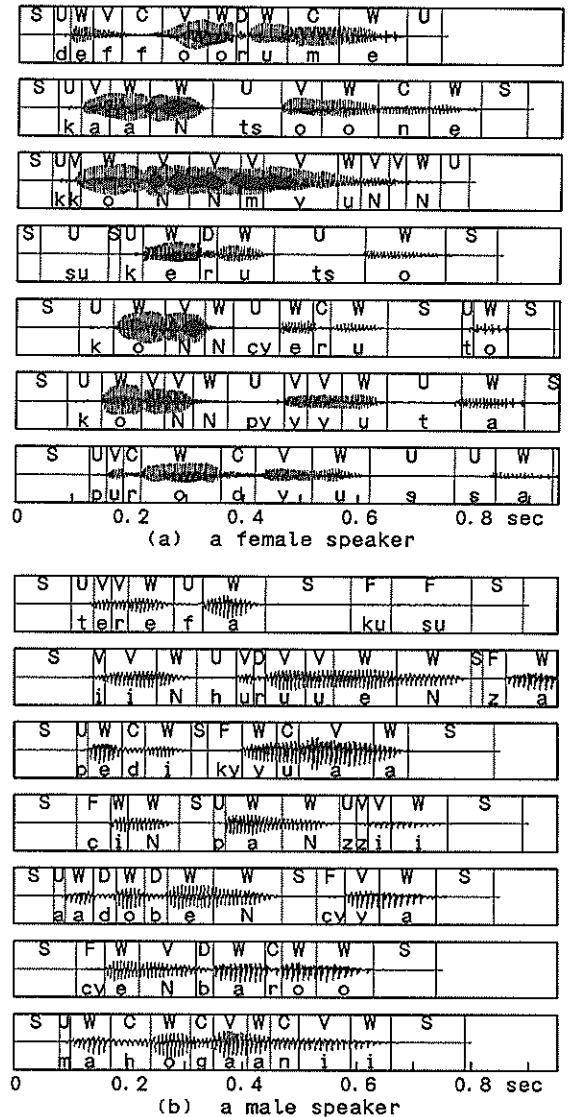 S U W V C V W D W C W U
d e f f o o r u m e
S U V W W U V W C W S
k a a N ts o o n e
S U V W V V V V W V V W U
k k o N N m y u N N N
S U S U W D W U W S
su k e r u ts o
S U W V W U W C W S U W S
k o N N cy e r u t o
S U W V V W U V V W U W S
k o N N py y y u t a
S U V C W C V W U U W
p u r o d y u s s a
0 0.2 0.4 0.6 0.8 sec
(a) a female speaker
S U V V W U W S F F S
t e r e f a ku su
S V V W U V D V V W W S F W
i i N h u r u u e N z a
S U W C W S F W C V W S
p e d i ky y u a a
S F W W S U W W U V V W S
c i N p a N z z i i
S U W D W D W W S F V W S
a a d o b e N cy y a
S F W V D W C W W S
cy e N b a r o o
S U W C W C V W C V W S
m a h o g a a n i i
0 0.2 0.4 0.6 0.8 sec
(b) a male speaker